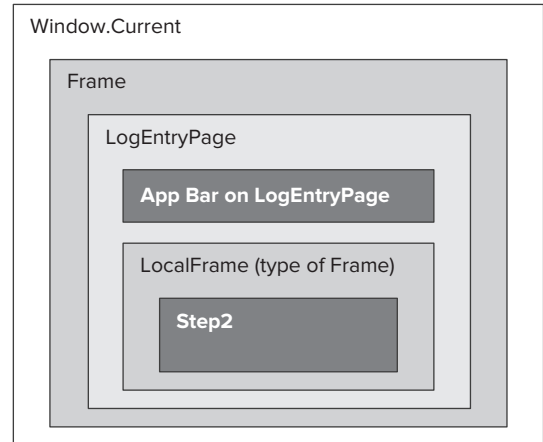 Window.Current
Frame
LogEntryPage
App Bar on LogEntryPage
LocalFrame (type of Frame)
Step2